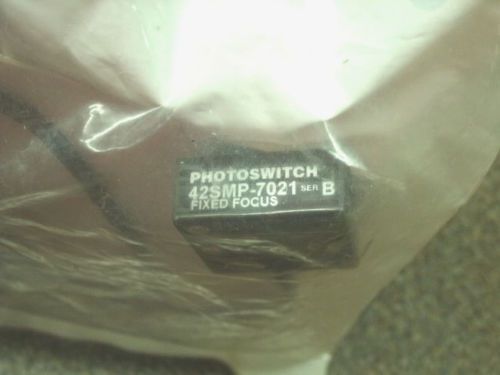 PHOTOSWITCH
42SMP-7021 SER B
FIXED FOCUS